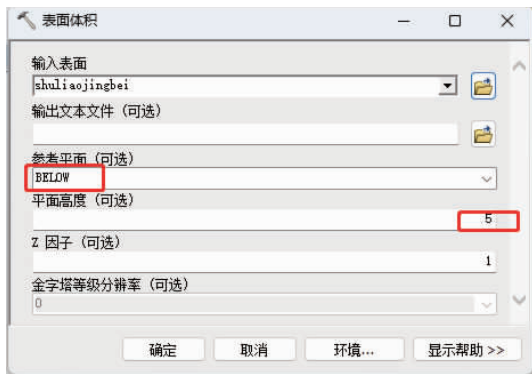 表面体积
输入表面
shuliaojingbei
输出文本文件 (可选)
参考平面 (可选)
BELOW
平面高度 (可选)
5
Z 因子 (可选)
1
金字塔等级分辨率 (可选)
0
确定 取消 环境... 显示帮助 >>